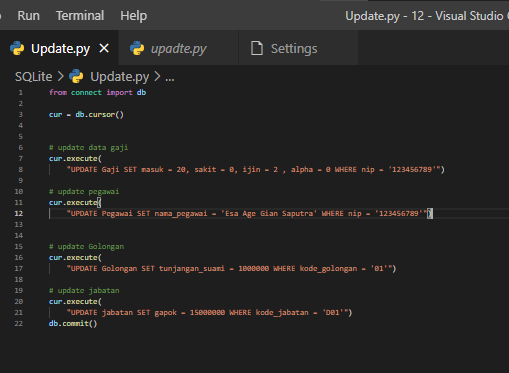 Run Terminal Help Update.py - 12 - Visual Studio
Update.py × upadte.py Settings
SQLite > Update.py > ...
1 from connect import db
2
3 cur = db.cursor()
4
5
6 # update data gaji
7 cur.execute(
8 "UPDATE Gaji SET masuk = 20, sakit = 0, ijin = 2 , alpha = 0 WHERE nip = '123456789'")
9
10 # update pegawai
11 cur.execute(
12 "UPDATE Pegawai SET nama_pegawai = 'Esa Age Gian Saputra' WHERE nip = '123456789'")
13
14
15 # update Golongan
16 cur.execute(
17 "UPDATE Golongan SET tunjangan_suami = 1000000 WHERE kode_golongan = '01'")
18
19 # update jabatan
20 cur.execute(
21 "UPDATE jabatan SET gapok = 15000000 WHERE kode_jabatan = 'D01'")
22 db.commit()